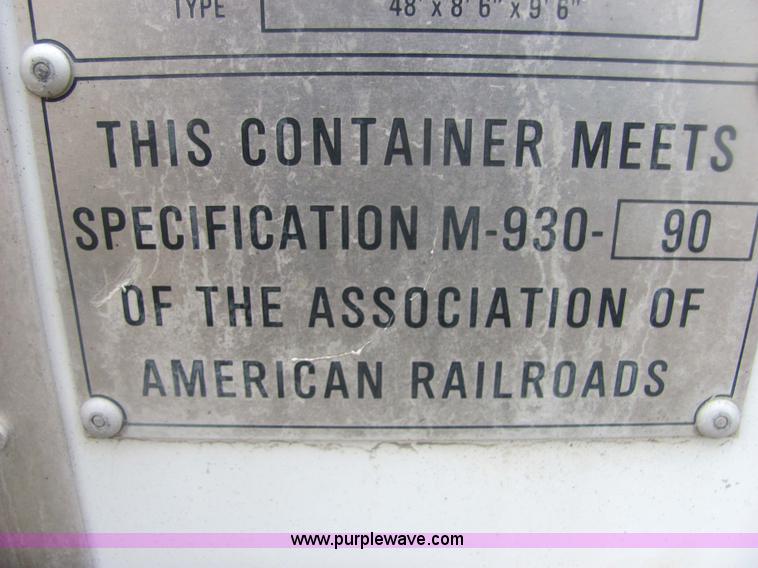 TYPE 48' x 8' 6" x 9' 6"
THIS CONTAINER MEETS
SPECIFICATION M-930- 90
OF THE ASSOCIATION OF
AMERICAN RAILROADS
www.purplewave.com